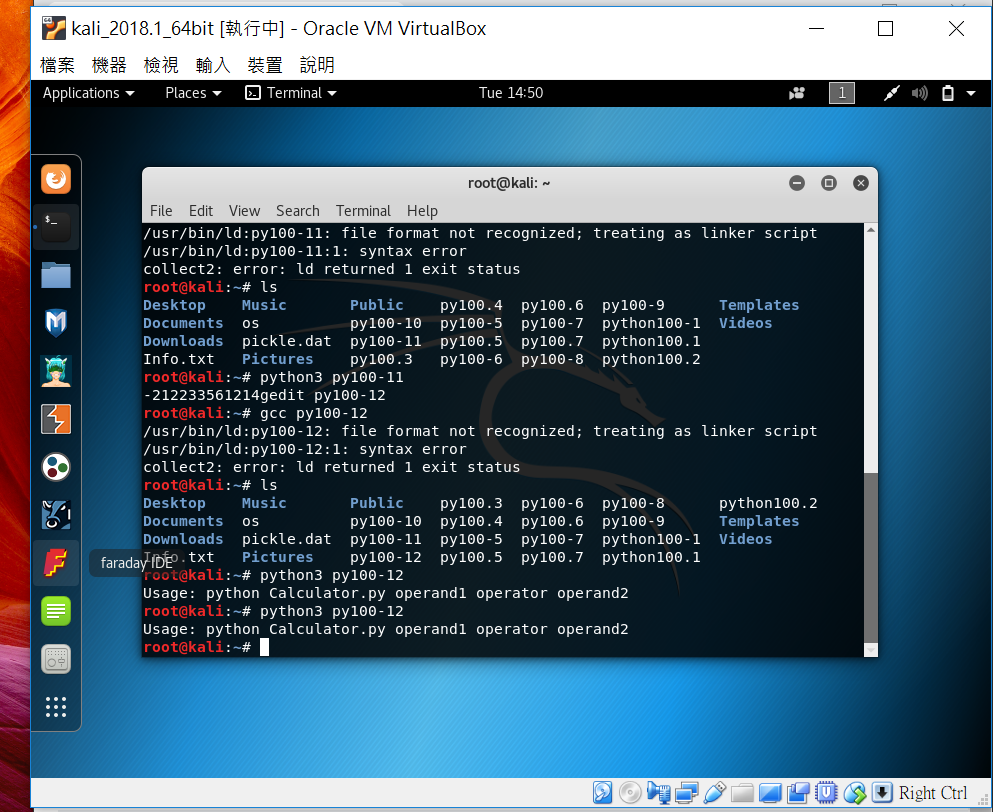 kali_2018.1_64bit [執行中] - Oracle VM VirtualBox
檔案 機器 檢視 輸入 裝置 說明
Applications Places Terminal Tue 14:50 1
root@kali: ~
File Edit View Search Terminal Help
/usr/bin/ld:py100-11: file format not recognized; treating as linker script
/usr/bin/ld:py100-11:1: syntax error
collect2: error: ld returned 1 exit status
root@kali:~# ls
Desktop Music Public py100.4 py100.6 py100-9 Templates
Documents os py100-10 py100-5 py100-7 python100-1 Videos
Downloads pickle.dat py100-11 py100.5 py100.7 python100.1
Info.txt Pictures py100.3 py100-6 py100-8 python100.2
root@kali:~# python3 py100-11
-212233561214gedit py100-12
root@kali:~# gcc py100-12
/usr/bin/ld:py100-12: file format not recognized; treating as linker script
/usr/bin/ld:py100-12:1: syntax error
collect2: error: ld returned 1 exit status
root@kali:~# ls
Desktop Music Public py100.3 py100-6 py100-8 python100.2
Documents os py100-10 py100.4 py100.6 py100-9 Templates
Downloads pickle.dat py100-11 py100-5 py100-7 python100-1 Videos
Info.txt Pictures py100-12 py100.5 py100.7 python100.1
faraday IDE
root@kali:~# python3 py100-12
Usage: python Calculator.py operand1 operator operand2
root@kali:~# python3 py100-12
Usage: python Calculator.py operand1 operator operand2
root@kali:~#
Right Ctrl